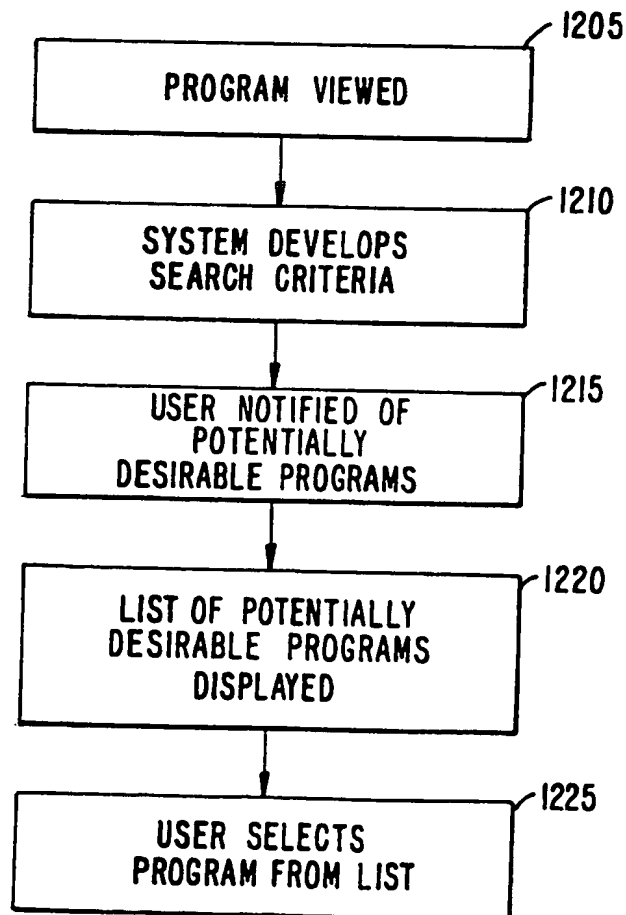 1205
PROGRAM VIEWED
1210
SYSTEM DEVELOPS
SEARCH CRITERIA
1215
USER NOTIFIED OF
POTENTIALLY
DESIRABLE PROGRAMS
1220
LIST OF POTENTIALLY
DESIRABLE PROGRAMS
DISPLAYED
1225
USER SELECTS
PROGRAM FROM LIST